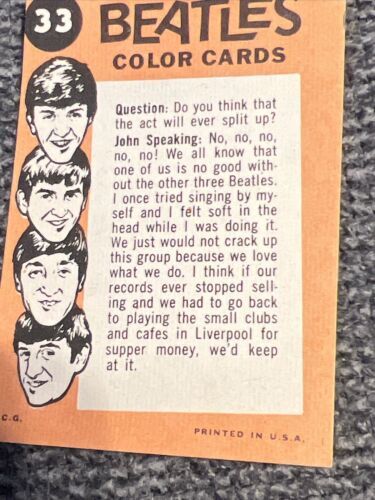 33
BEATLES
COLOR CARDS
Question: Do you think that
the act will ever split up?
John Speaking: No, no, no,
no, no! We all know that
one of us is no good with-
out the other three Beatles.
I once tried singing by my-
self and I felt soft in the
head while I was doing it.
We just would not crack up
this group because we love
what we do. I think if our
records ever stopped sell-
ing and we had to go back
to playing the small clubs
and cafes in Liverpool for
supper money, we'd keep
at it.
C.G.
PRINTED IN U.S.A.